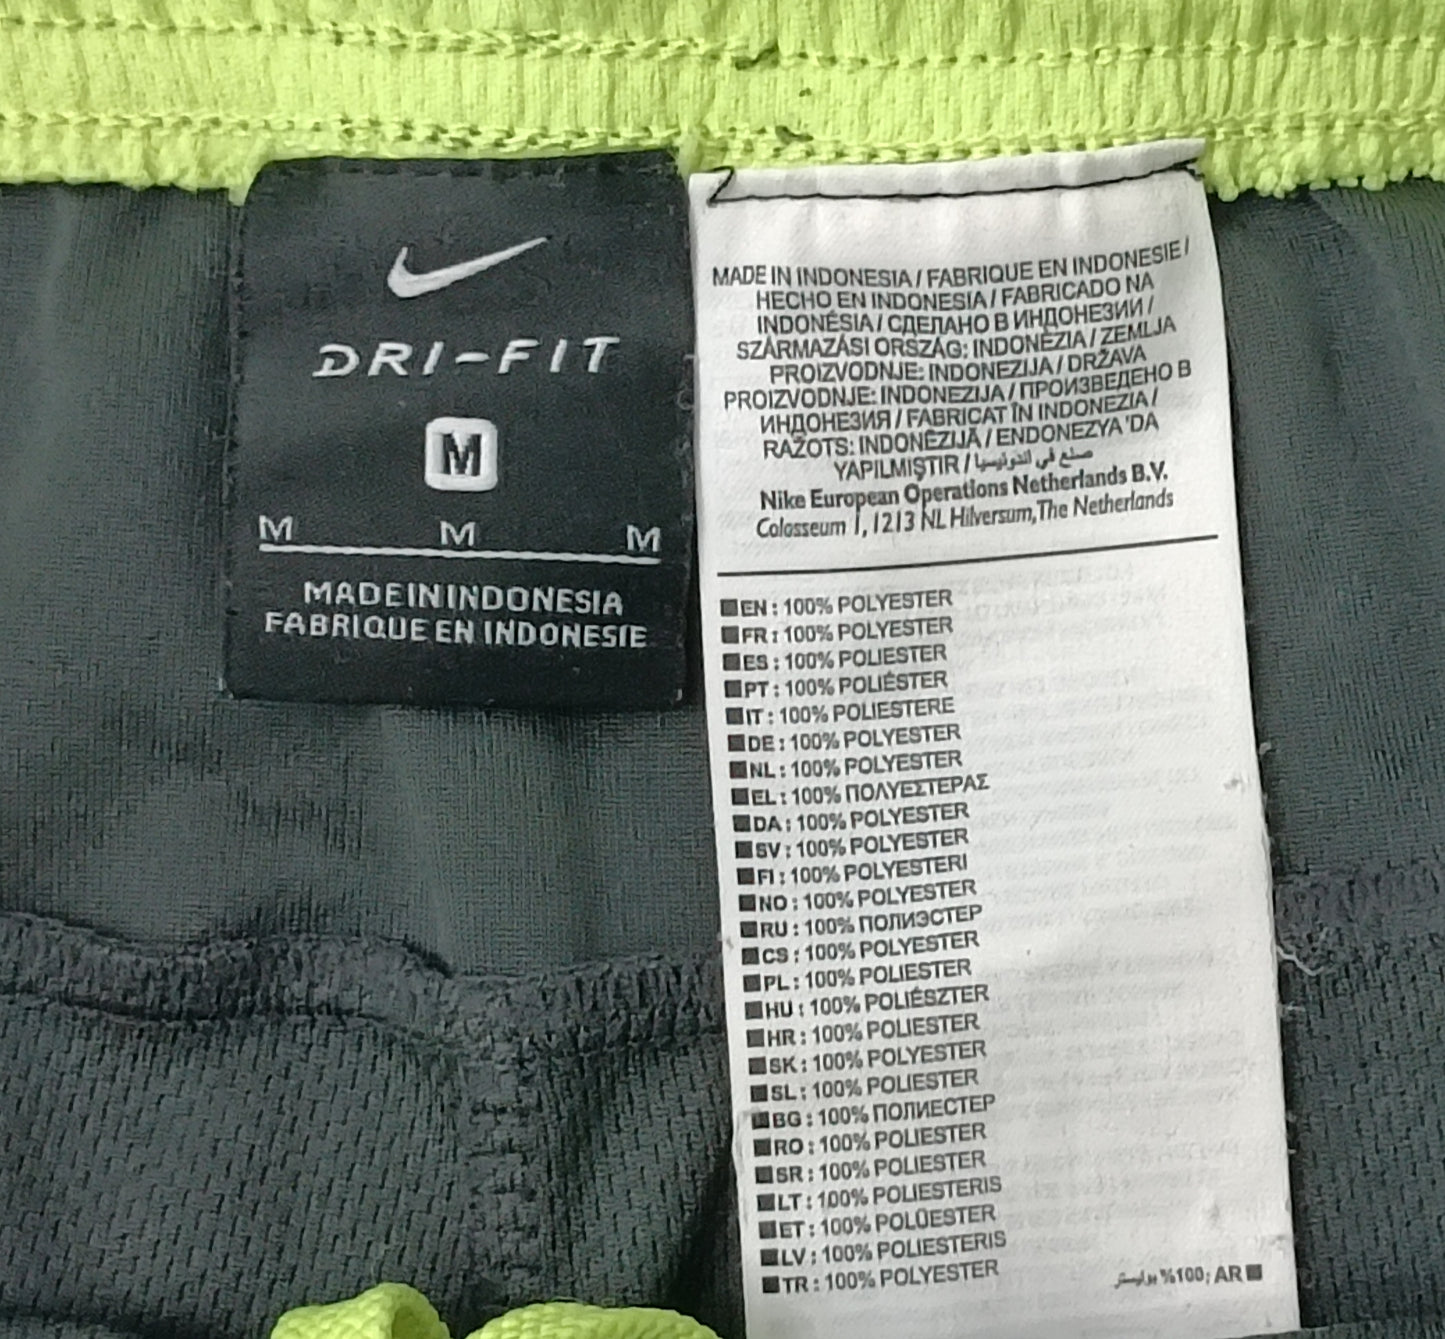 DRI-FIT
M
M M M
MADE IN INDONESIA
FABRIQUE EN INDONESIE
MADE IN INDONESIA / FABRIQUE EN INDONESIE /
HECHO EN INDONESIA / FABRICADO NA
INDONÉSIA / СДЕЛАНО В ИНДОНЕЗИИ /
SZÁRMAZÁSI ORSZÁG: INDONÉZIA / ZEMLJA
PROIZVODNJE: INDONEZIJA / DRŽAVA
PROIZVODNJE: INDONEZIJA / ПРОИЗВЕДЕНО В
ИНДОНЕЗИЯ / FABRICAT ÎN INDONEZIA /
RAŽOTS: INDONĒZIJĀ / ENDONEZYA'DA
YAPILMIŞTIR / صنع في اندونيسيا
Nike European Operations Netherlands B.V.
Colosseum 1, 1213 NL Hilversum, The Netherlands
EN : 100% POLYESTER
FR : 100% POLYESTER
ES : 100% POLIESTER
PT : 100% POLIÉSTER
IT : 100% POLIESTERE
DE : 100% POLYESTER
NL : 100% POLYESTER
EL : 100% ΠΟΛΥΕΣΤΕΡΑΣ
DA : 100% POLYESTER
SV : 100% POLYESTER
FI : 100% POLYESTERI
NO : 100% POLYESTER
RU : 100% ПОЛИЭСТЕР
CS : 100% POLYESTER
PL : 100% POLIESTER
HU : 100% POLIÉSZTER
HR : 100% POLIESTER
SK : 100% POLYESTER
SL : 100% POLIESTER
BG : 100% ПОЛИЕСТЕР
RO : 100% POLIESTER
SR : 100% POLIESTER
LT : 100% POLIESTERIS
ET : 100% POLÜESTER
LV : 100% POLIESTERIS
TR : 100% POLYESTER
بوليستر %100 : AR